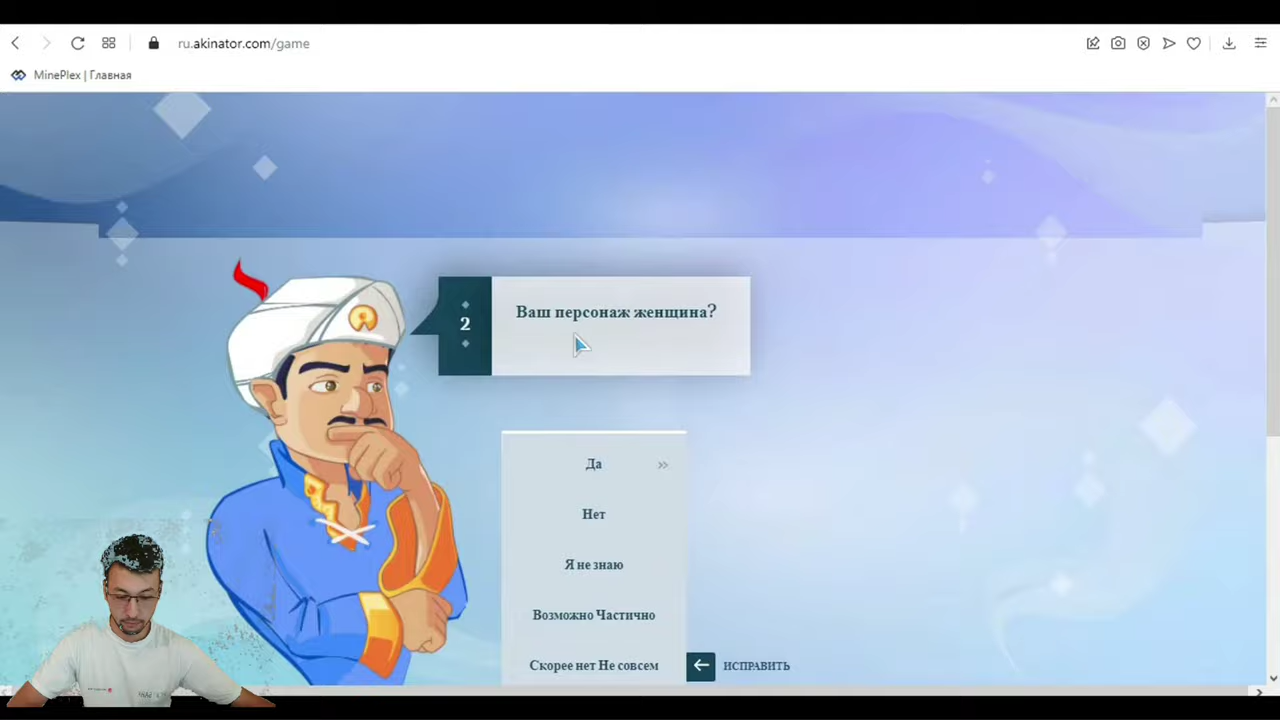 ru.akinator.com/game
MinePlex | Главная
2
Ваш персонаж женщина?
Да
Нет
Я не знаю
Возможно Частично
Скорее нет Не совсем
ИСПРАВИТЬ